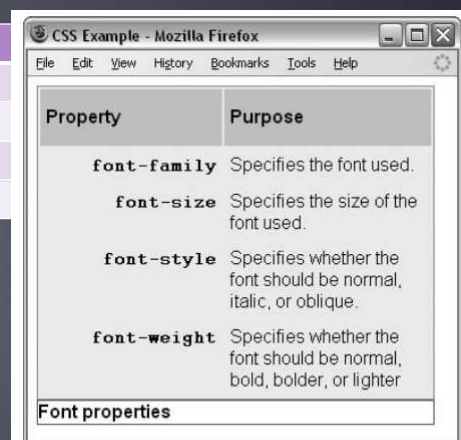 CSS Example - Mozilla Firefox
File Edit View History Bookmarks Tools Help
Property Purpose
font-family Specifies the font used.
font-size Specifies the size of the
font used.
font-style Specifies whether the
font should be normal,
italic, or oblique.
font-weight Specifies whether the
font should be normal,
bold, bolder, or lighter
Font properties